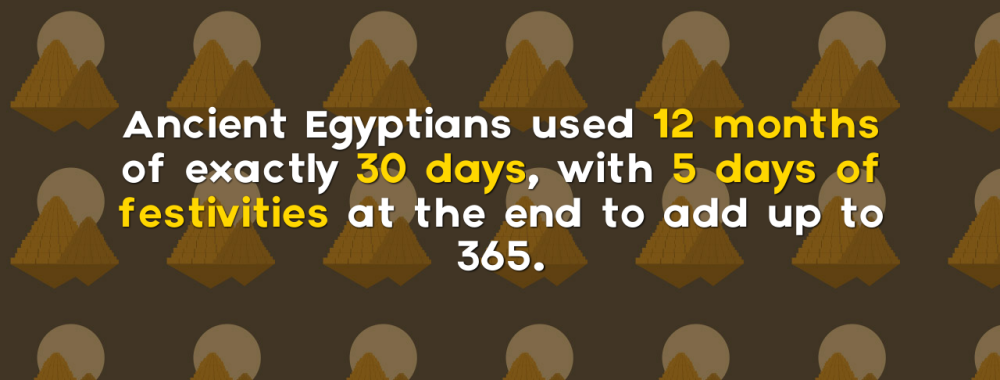 Ancient Egyptians used 12 months
of exactly 30 days, with 5 days of
festivities at the end to add up to
365.